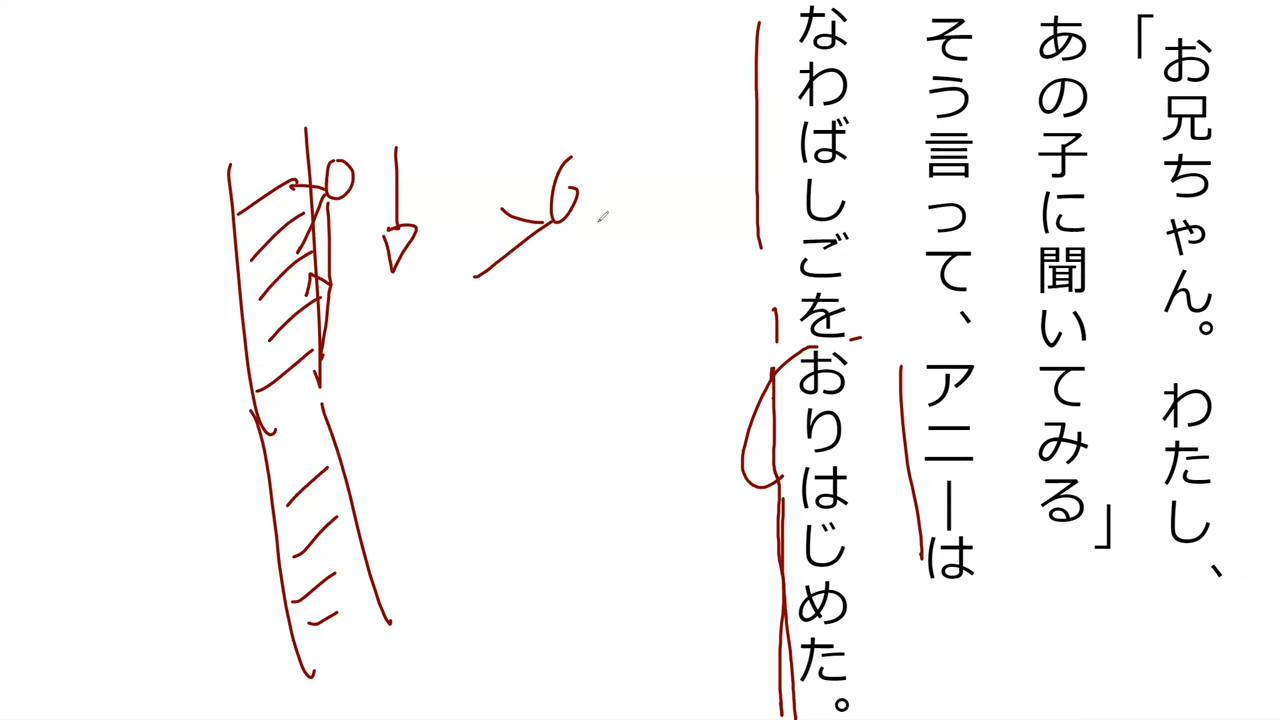 「お兄ちゃん。わたし、
あの子に聞いてみる」
そう言って、アニーは
なわばしごをおりはじめた。